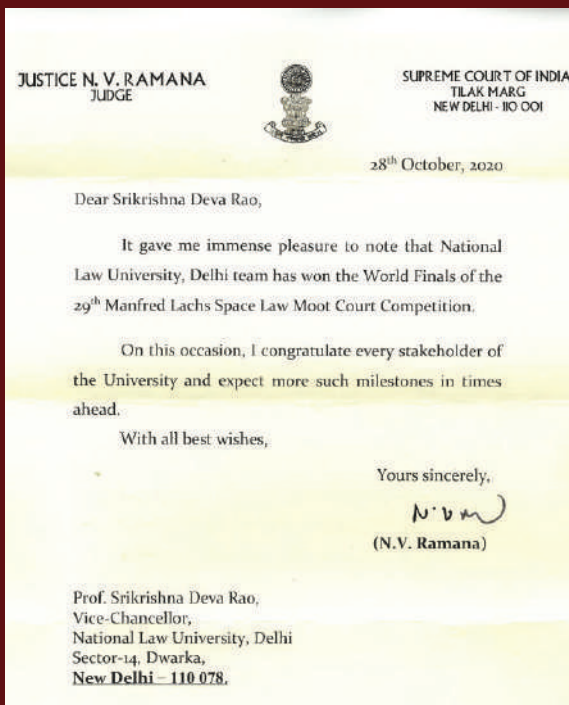 JUSTICE N. V. RAMANA
JUDGE
SUPREME COURT OF INDIA
TILAK MARG
NEW DELHI - 110 001
28th October, 2020
Dear Srikrishna Deva Rao,
It gave me immense pleasure to note that National
Law University, Delhi team has won the World Finals of the
29th Manfred Lachs Space Law Moot Court Competition.
On this occasion, I congratulate every stakeholder of
the University and expect more such milestones in times
ahead.
With all best wishes,
Yours sincerely,
(N.V. Ramana)
Prof. Srikrishna Deva Rao,
Vice-Chancellor,
National Law University, Delhi
Sector-14, Dwarka,
New Delhi – 110 078.